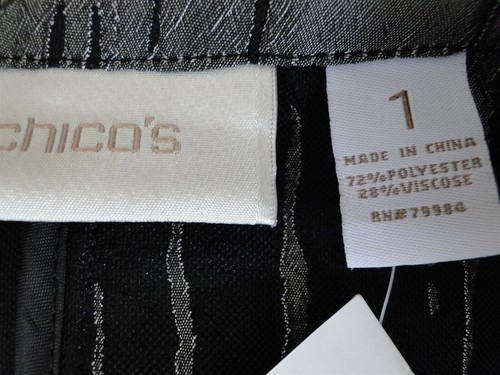 chico's
1
MADE IN CHINA
72%POLYESTER
28%VISCOSE
RN#79984